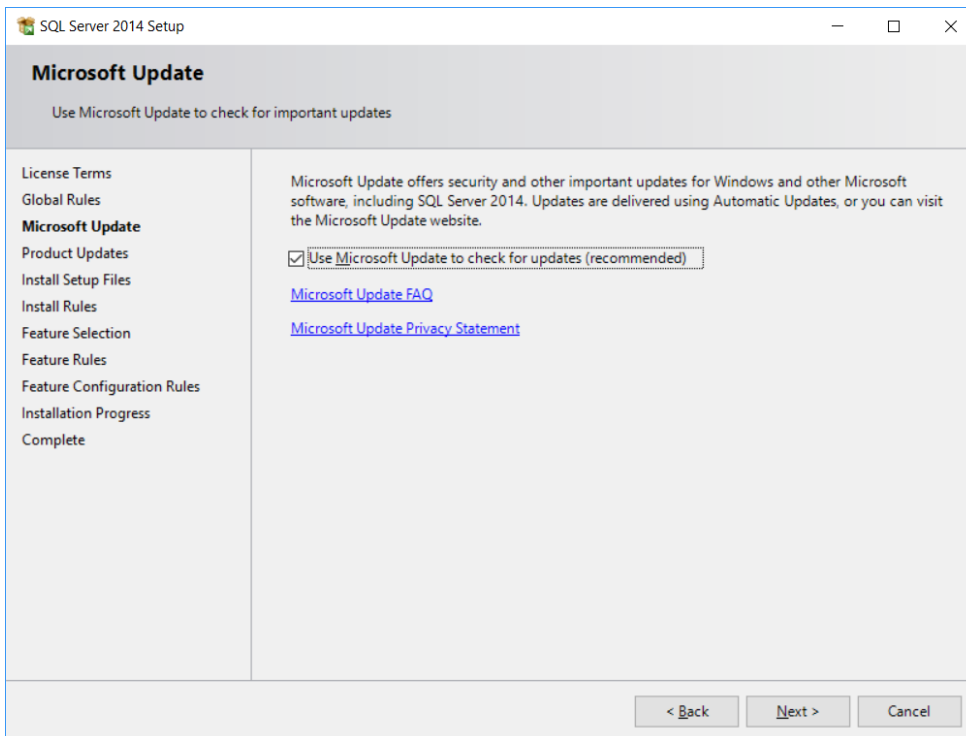 SQL Server 2014 Setup
Microsoft Update
Use Microsoft Update to check for important updates
License Terms
Global Rules
Microsoft Update
Product Updates
Install Setup Files
Install Rules
Feature Selection
Feature Rules
Feature Configuration Rules
Installation Progress
Complete
Microsoft Update offers security and other important updates for Windows and other Microsoft
software, including SQL Server 2014. Updates are delivered using Automatic Updates, or you can visit
the Microsoft Update website.
Use Microsoft Update to check for updates (recommended)
Microsoft Update FAQ
Microsoft Update Privacy Statement
< Back
Next >
Cancel